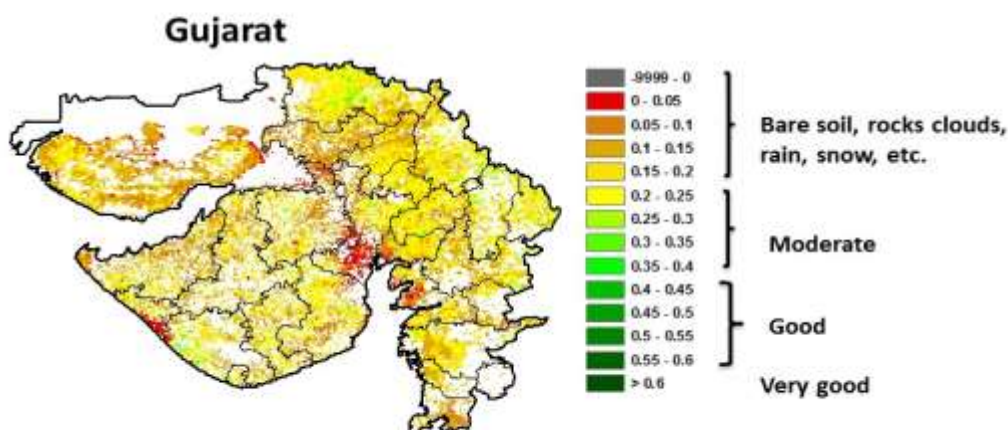 Gujarat
-9999 - 0
0 - 0.05
0.05 - 0.1
0.1 - 0.15
0.15 - 0.2
0.2 - 0.25
0.25 - 0.3
0.3 - 0.35
0.35 - 0.4
0.4 - 0.45
0.45 - 0.5
0.5 - 0.55
0.55 - 0.6
> 0.6
Bare soil, rocks clouds,
rain, snow, etc.
Moderate
Good
Very good